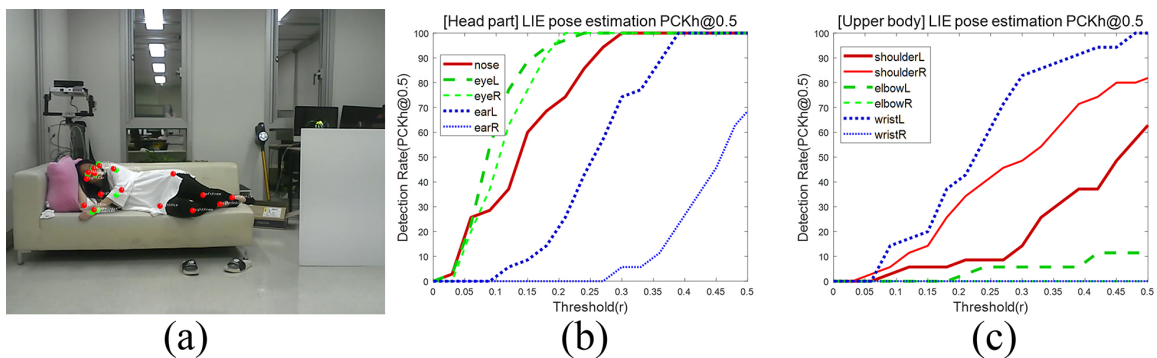 [Head part] LIE pose estimation PCKh@0.5
100
90
80
70
60
50
40
30
20
10
0
Detection Rate(PCKh@0.5)
nose
eyeL
eyeR
earL
earR
0 0.05 0.1 0.15 0.2 0.25 0.3 0.35 0.4 0.45 0.5
Threshold(r)
[Upper body] LIE pose estimation PCKh@0.5
100
90
80
70
60
50
40
30
20
10
0
Detection Rate(PCKh@0.5)
shoulderL
shoulderR
elbowL
elbowR
wristL
wristR
0 0.05 0.1 0.15 0.2 0.25 0.3 0.35 0.4 0.45 0.5
Threshold(r)
(a) (b) (c)